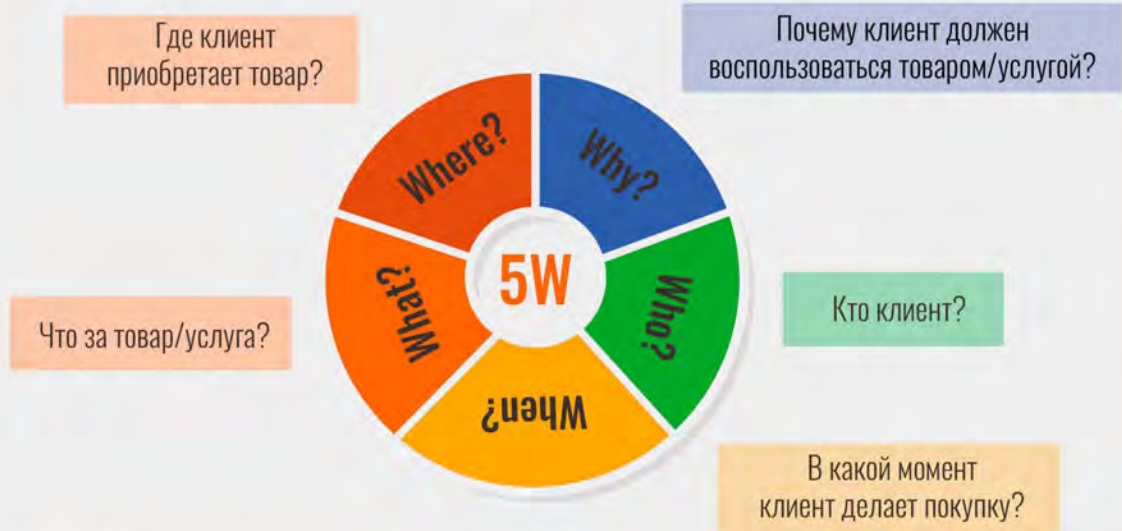 Где клиент
приобретает товар?
Почему клиент должен
воспользоваться товаром/услугой?
Where?
Why?
What?
5W
Who?
When?
Что за товар/услуга?
Кто клиент?
В какой момент
клиент делает покупку?